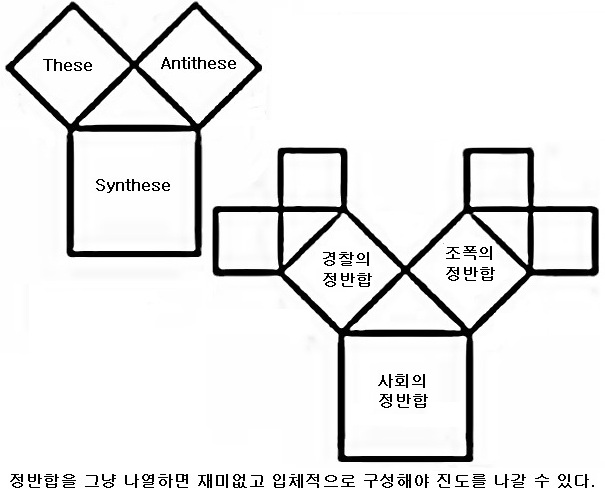 These
Antithese
Synthese
경찰의
정반합
조폭의
정반합
사회의
정반합
정반합을 그냥 나열하면 재미없고 입체적으로 구성해야 진도를 나갈 수 있다.